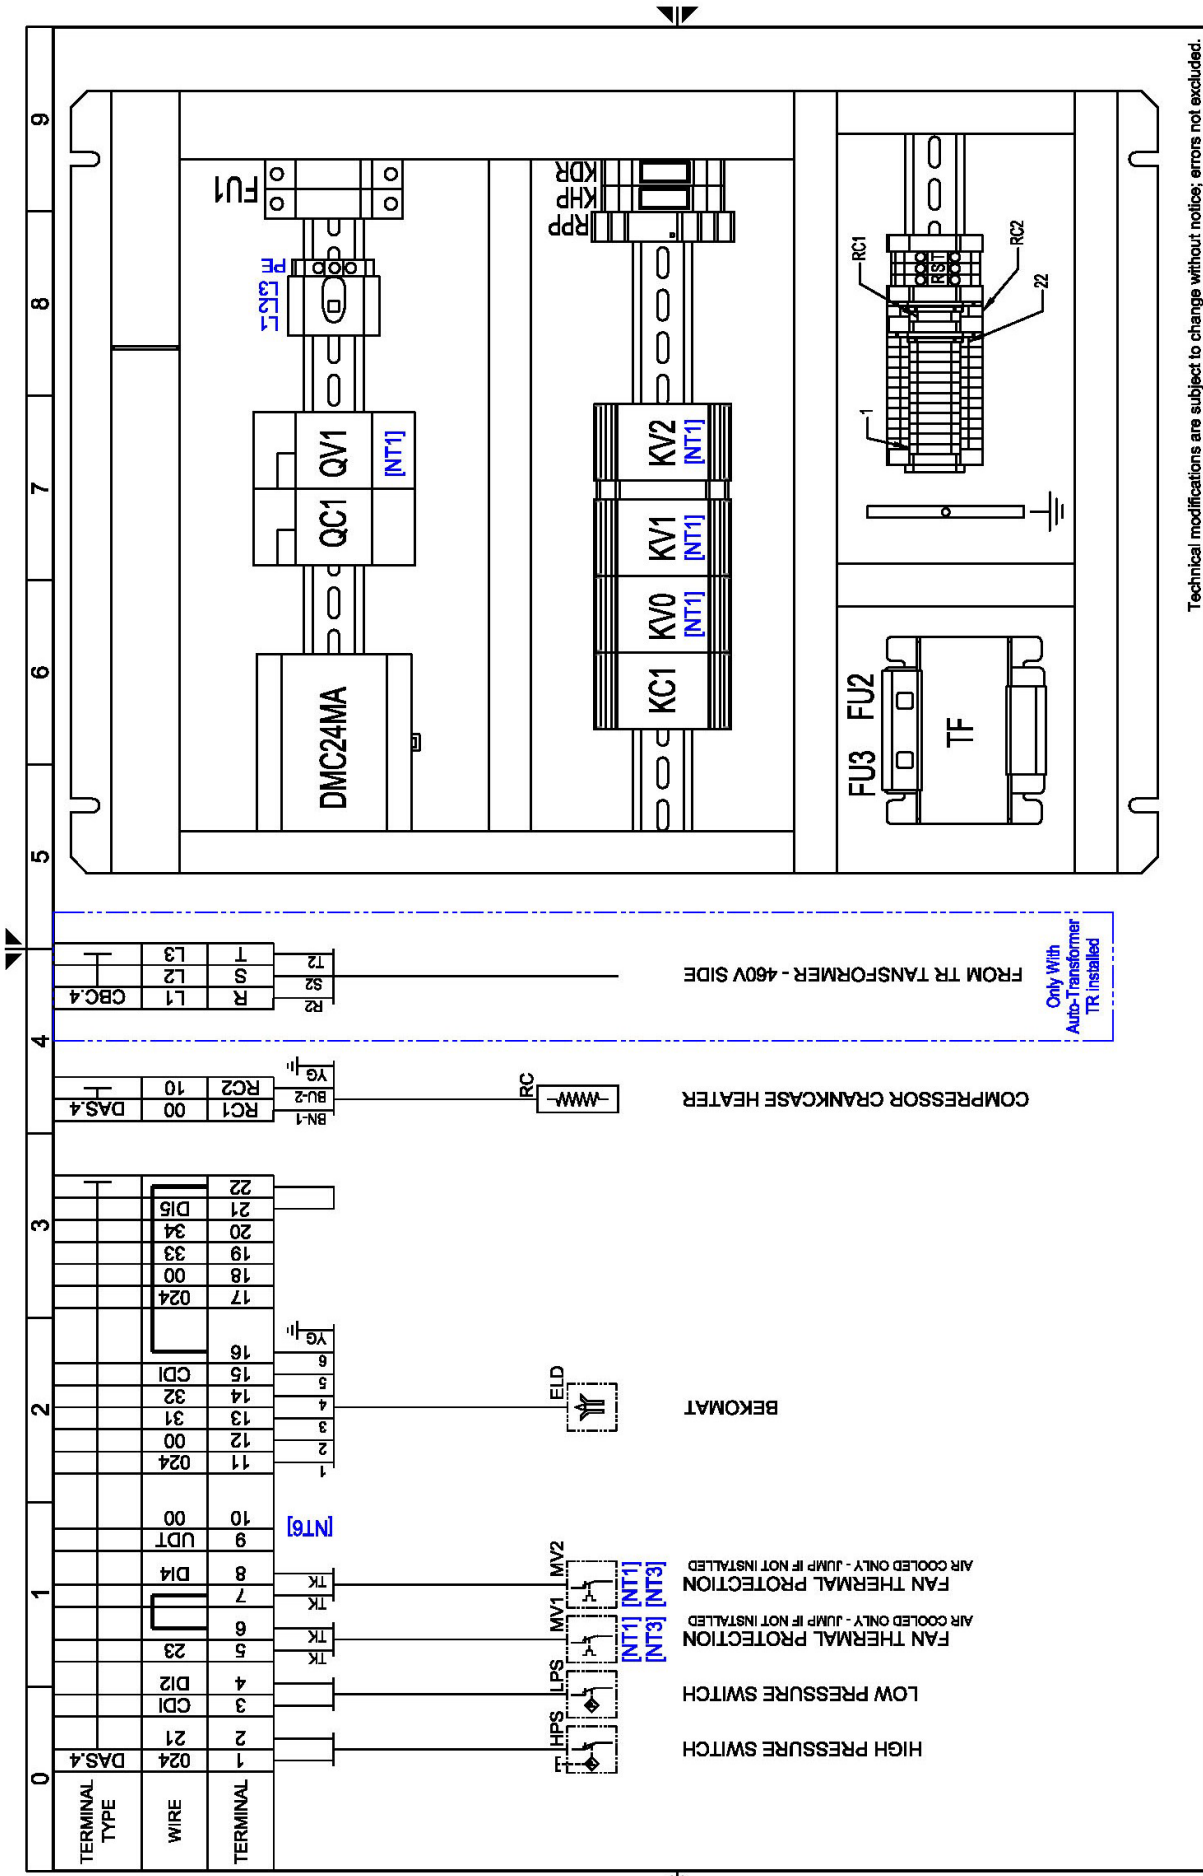 0 1 2 3 4 5 6 7 8 9
TERMINAL
TYPE
DAS.4
DAS.4
CBC.4
WIRE
024
21
CDI
DI2
23
DI4
UDT
00
024
00
31
32
CDI
024
00
33
34
DI5
00
10
L1
L2
L3
TERMINAL
1
2
3
4
5
6
7
8
9
10
11
12
13
14
15
16
17
18
19
20
21
22
RC1
RC2
R
S
T
TK
TK
TK
TK
[NT6]
1
2
3
4
5
6
YG
BN-1
BU-2
YG
R2
S2
T2
HPS
LPS
MV1
MV2
ELD
RC
[NT1]
[NT3]
[NT1]
[NT3]
HIGH PRESSURE SWITCH
LOW PRESSURE SWITCH
FAN THERMAL PROTECTION
AIR COOLED ONLY - JUMP IF NOT INSTALLED
FAN THERMAL PROTECTION
AIR COOLED ONLY - JUMP IF NOT INSTALLED
BEKOMAT
COMPRESSOR CRANKCASE HEATER
FROM TR TANSFORMER - 460V SIDE
Only With
Auto-Transformer
TR installed
DMC24MA
QC1
QV1
[NT1]
L1
L2
L3
PE
FU1
KC1
KV0
[NT1]
KV1
[NT1]
KV2
[NT1]
RPP
KHP
KDR
FU3
FU2
TF
1
RC1
RST
RC2
22
Technical modifications are subject to change without notice; errors not excluded.